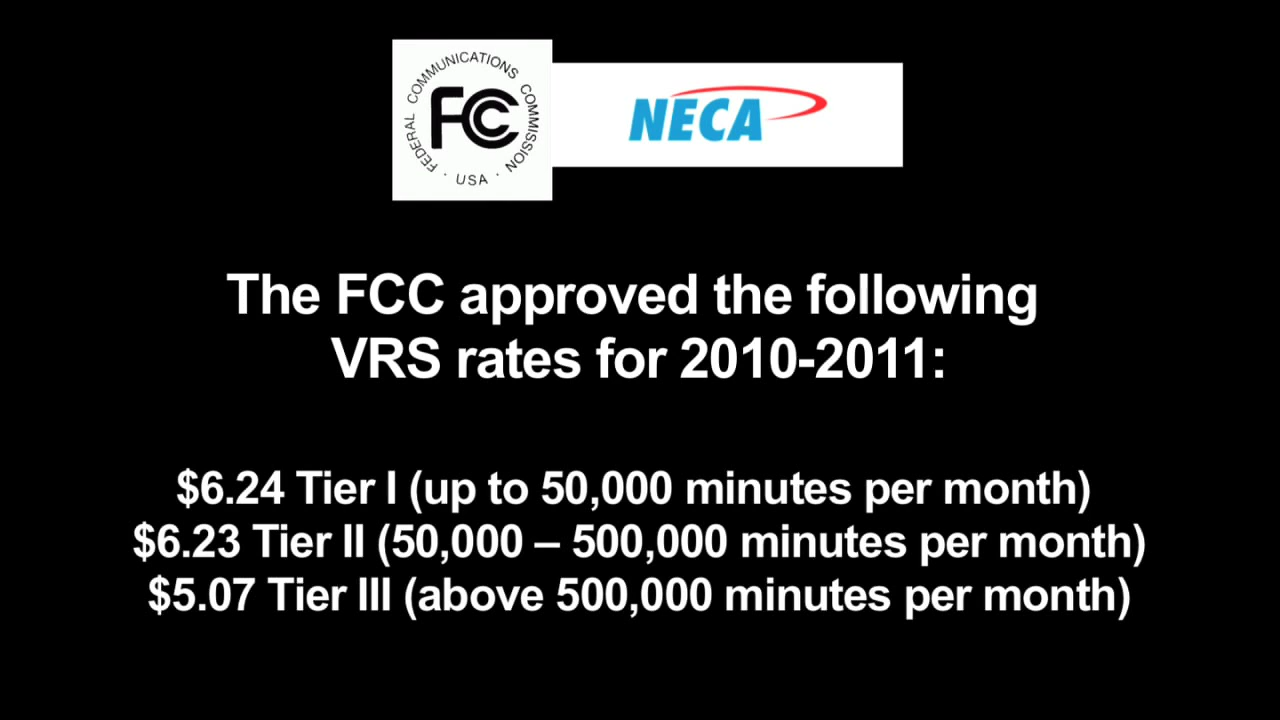 FEDERAL COMMUNICATIONS COMMISSION · USA ·
FCC
NECA
The FCC approved the following
VRS rates for 2010-2011:
$6.24 Tier I (up to 50,000 minutes per month)
$6.23 Tier II (50,000 – 500,000 minutes per month)
$5.07 Tier III (above 500,000 minutes per month)